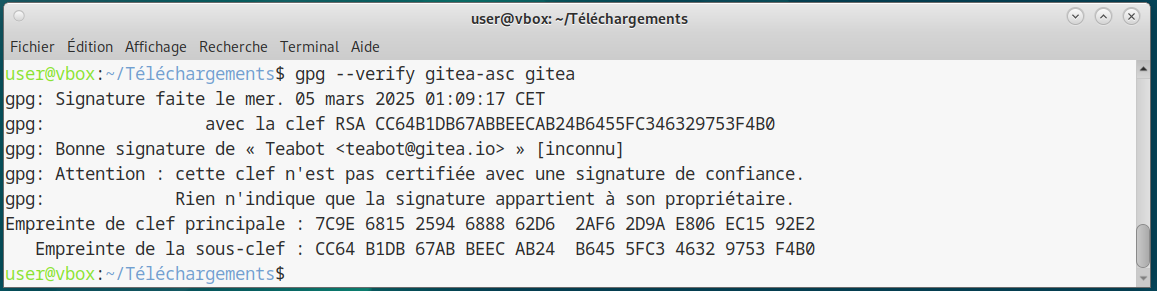 user@vbox: ~/Téléchargements
Fichier Édition Affichage Recherche Terminal Aide
user@vbox:~/Téléchargements$ gpg --verify gitea-asc gitea
gpg: Signature faite le mer. 05 mars 2025 01:09:17 CET
gpg:                avec la clef RSA CC64B1DB67ABBEECAB24B6455FC346329753F4B0
gpg: Bonne signature de « Teabot <teabot@gitea.io> » [inconnu]
gpg: Attention : cette clef n'est pas certifiée avec une signature de confiance.
gpg:             Rien n'indique que la signature appartient à son propriétaire.
Empreinte de clef principale : 7C9E 6815 2594 6888 62D6  2AF6 2D9A E806 EC15 92E2
   Empreinte de la sous-clef : CC64 B1DB 67AB BEEC AB24  B645 5FC3 4632 9753 F4B0
user@vbox:~/Téléchargements$